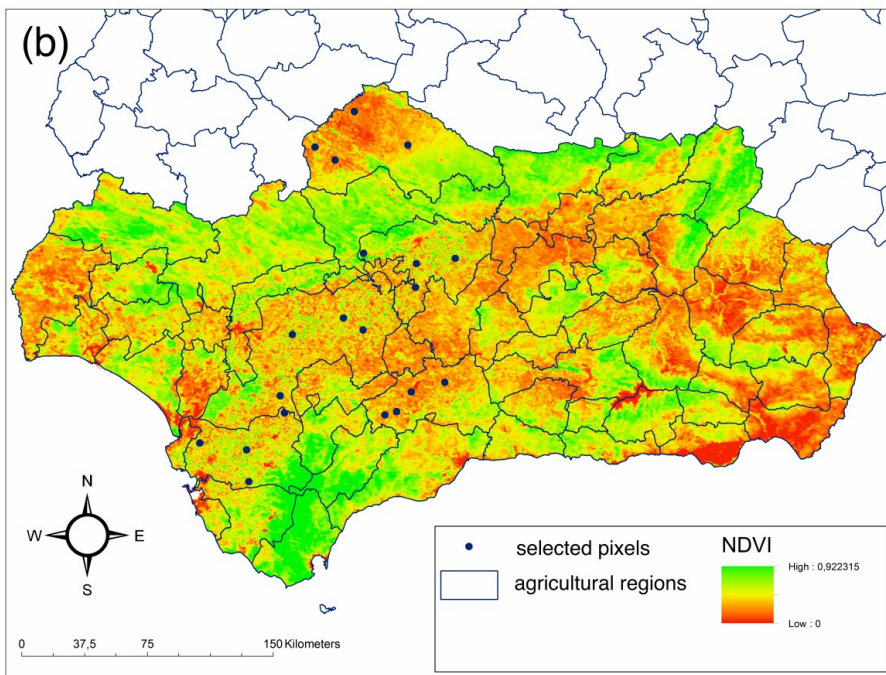 (b)
N
W E
S
0 37,5 75 150 Kilometers
selected pixels
agricultural regions
NDVI
High : 0,922315
Low : 0